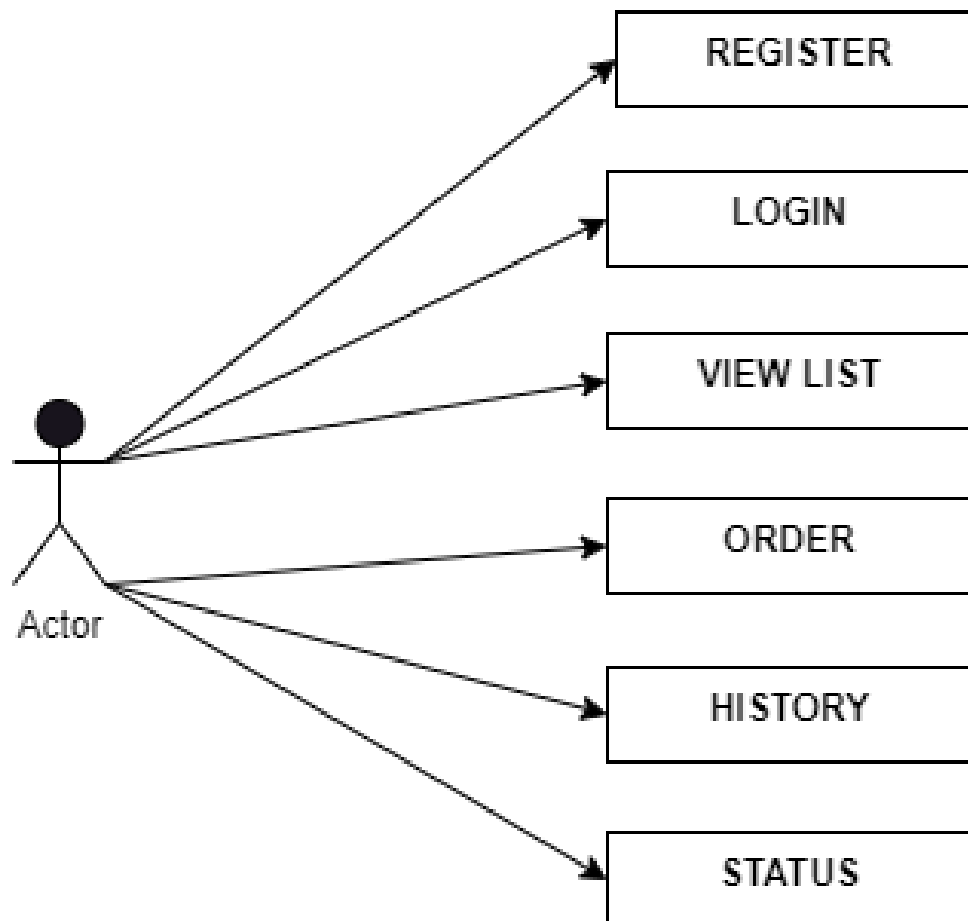 REGISTER
LOGIN
VIEW LIST
ORDER
Actor
HISTORY
STATUS